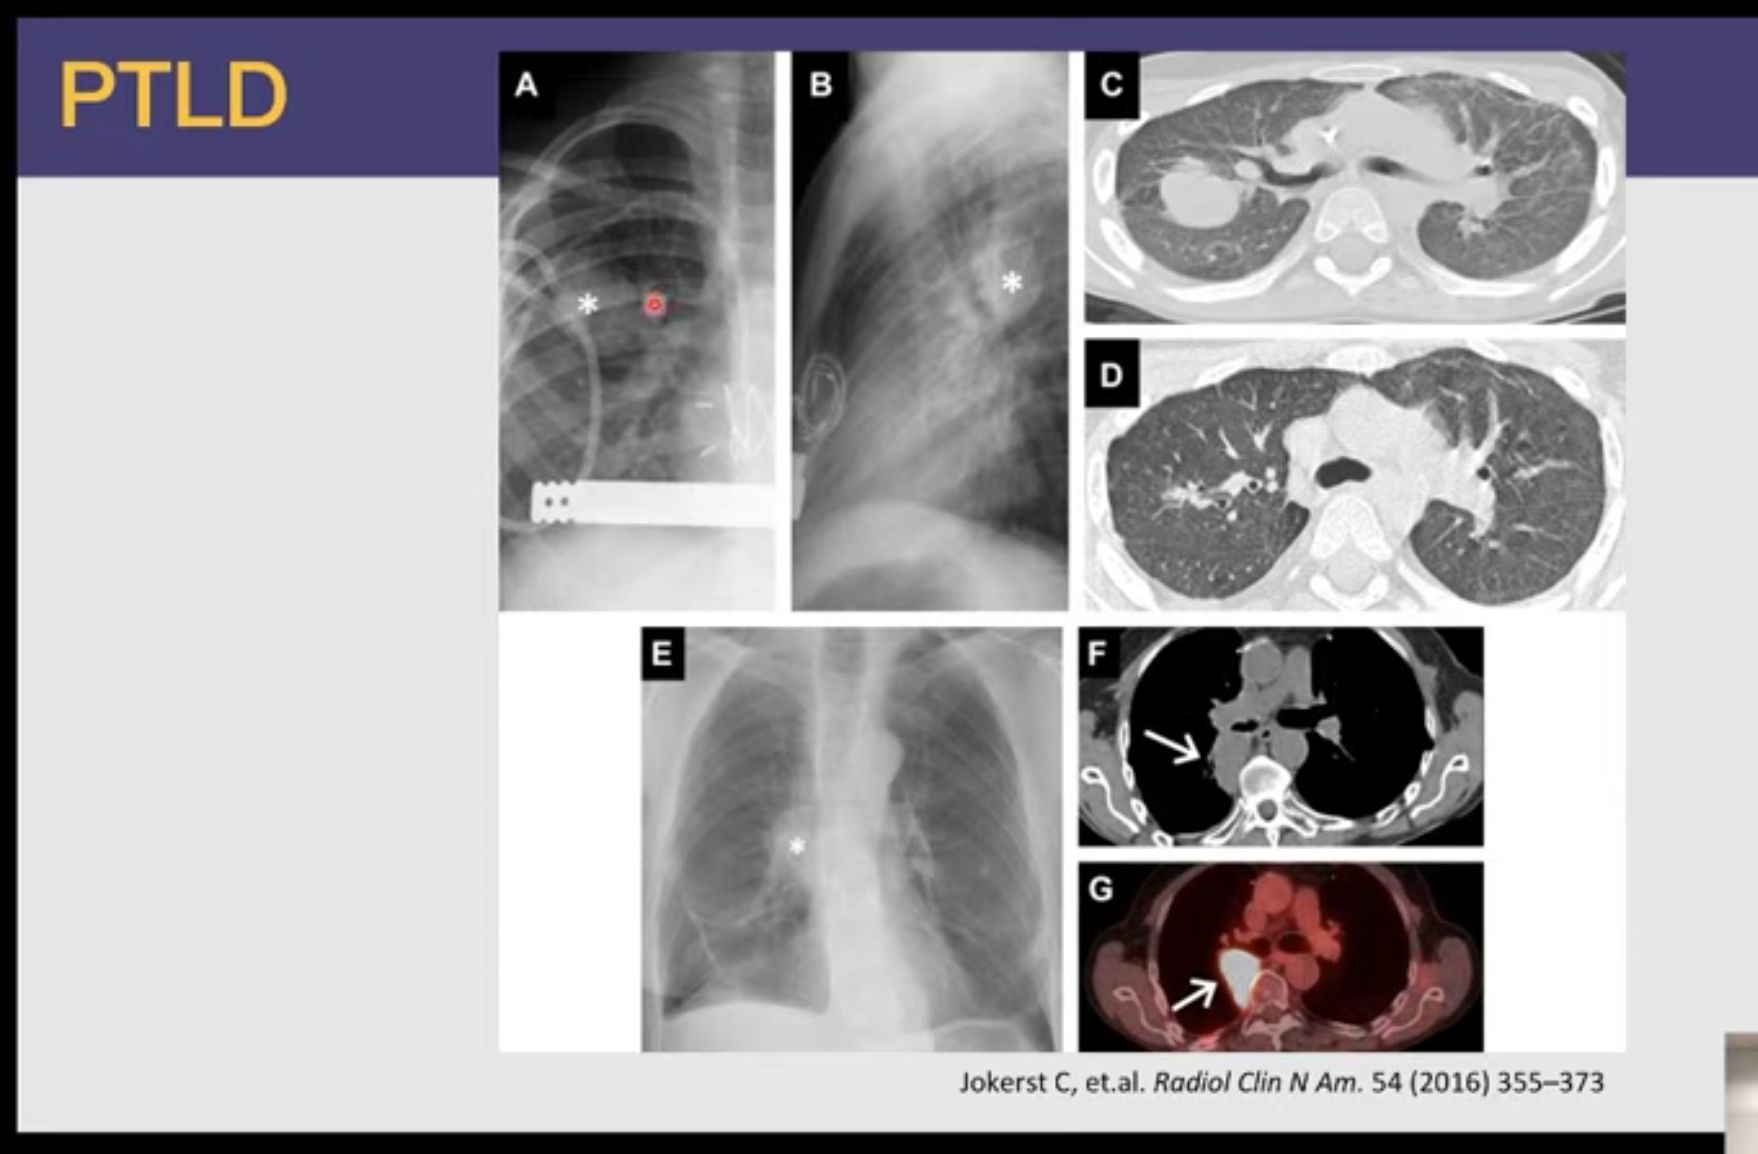 PTLD
A
B
C
*
*
D
E
F
*
G
Jokerst C, et.al. Radiol Clin N Am. 54 (2016) 355–373